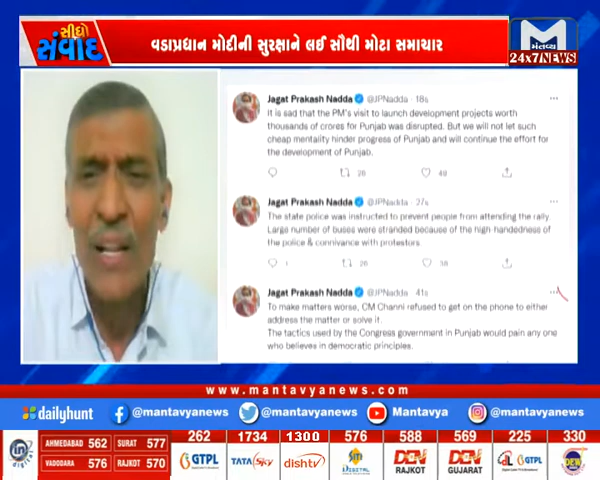 સીધો
સંવાદ
વડાપ્રધાન મોદીની સુરક્ષાને લઈ સૌથી મોટા સમાચાર
મંતવ્ય
24x7NEWS
Jagat Prakash Nadda @JPNadda · 18s
It is sad that the PM's visit to launch development projects worth
thousands of crores for Punjab was disrupted. But we will not let such
cheap mentality hinder progress of Punjab and will continue the effort for
the development of Punjab.
26 49
Jagat Prakash Nadda @JPNadda · 27s
The state police was instructed to prevent people from attending the rally.
Large number of buses were stranded because of the high-handedness of
the police & connivance with protestors.
1 26 38
Jagat Prakash Nadda @JPNadda · 41s
To make matters worse, CM Channi refused to get on the phone to either
address the matter or solve it.
The tactics used by the Congress government in Punjab would pain any one
who believes in democratic principles.
www.mantavyanews.com
dailyhunt @mantavyanews @mantavyanews Mantavya @mantavyanews
in digital
AHMEDABAD 562 SURAT 577
VADODARA 576 RAJKOT 570
262 1734 1300 576 588 569 225 330
GTPL TATA Sky dishtv DIGITAL DEN RAJKOT DEN GUJARAT GTPL